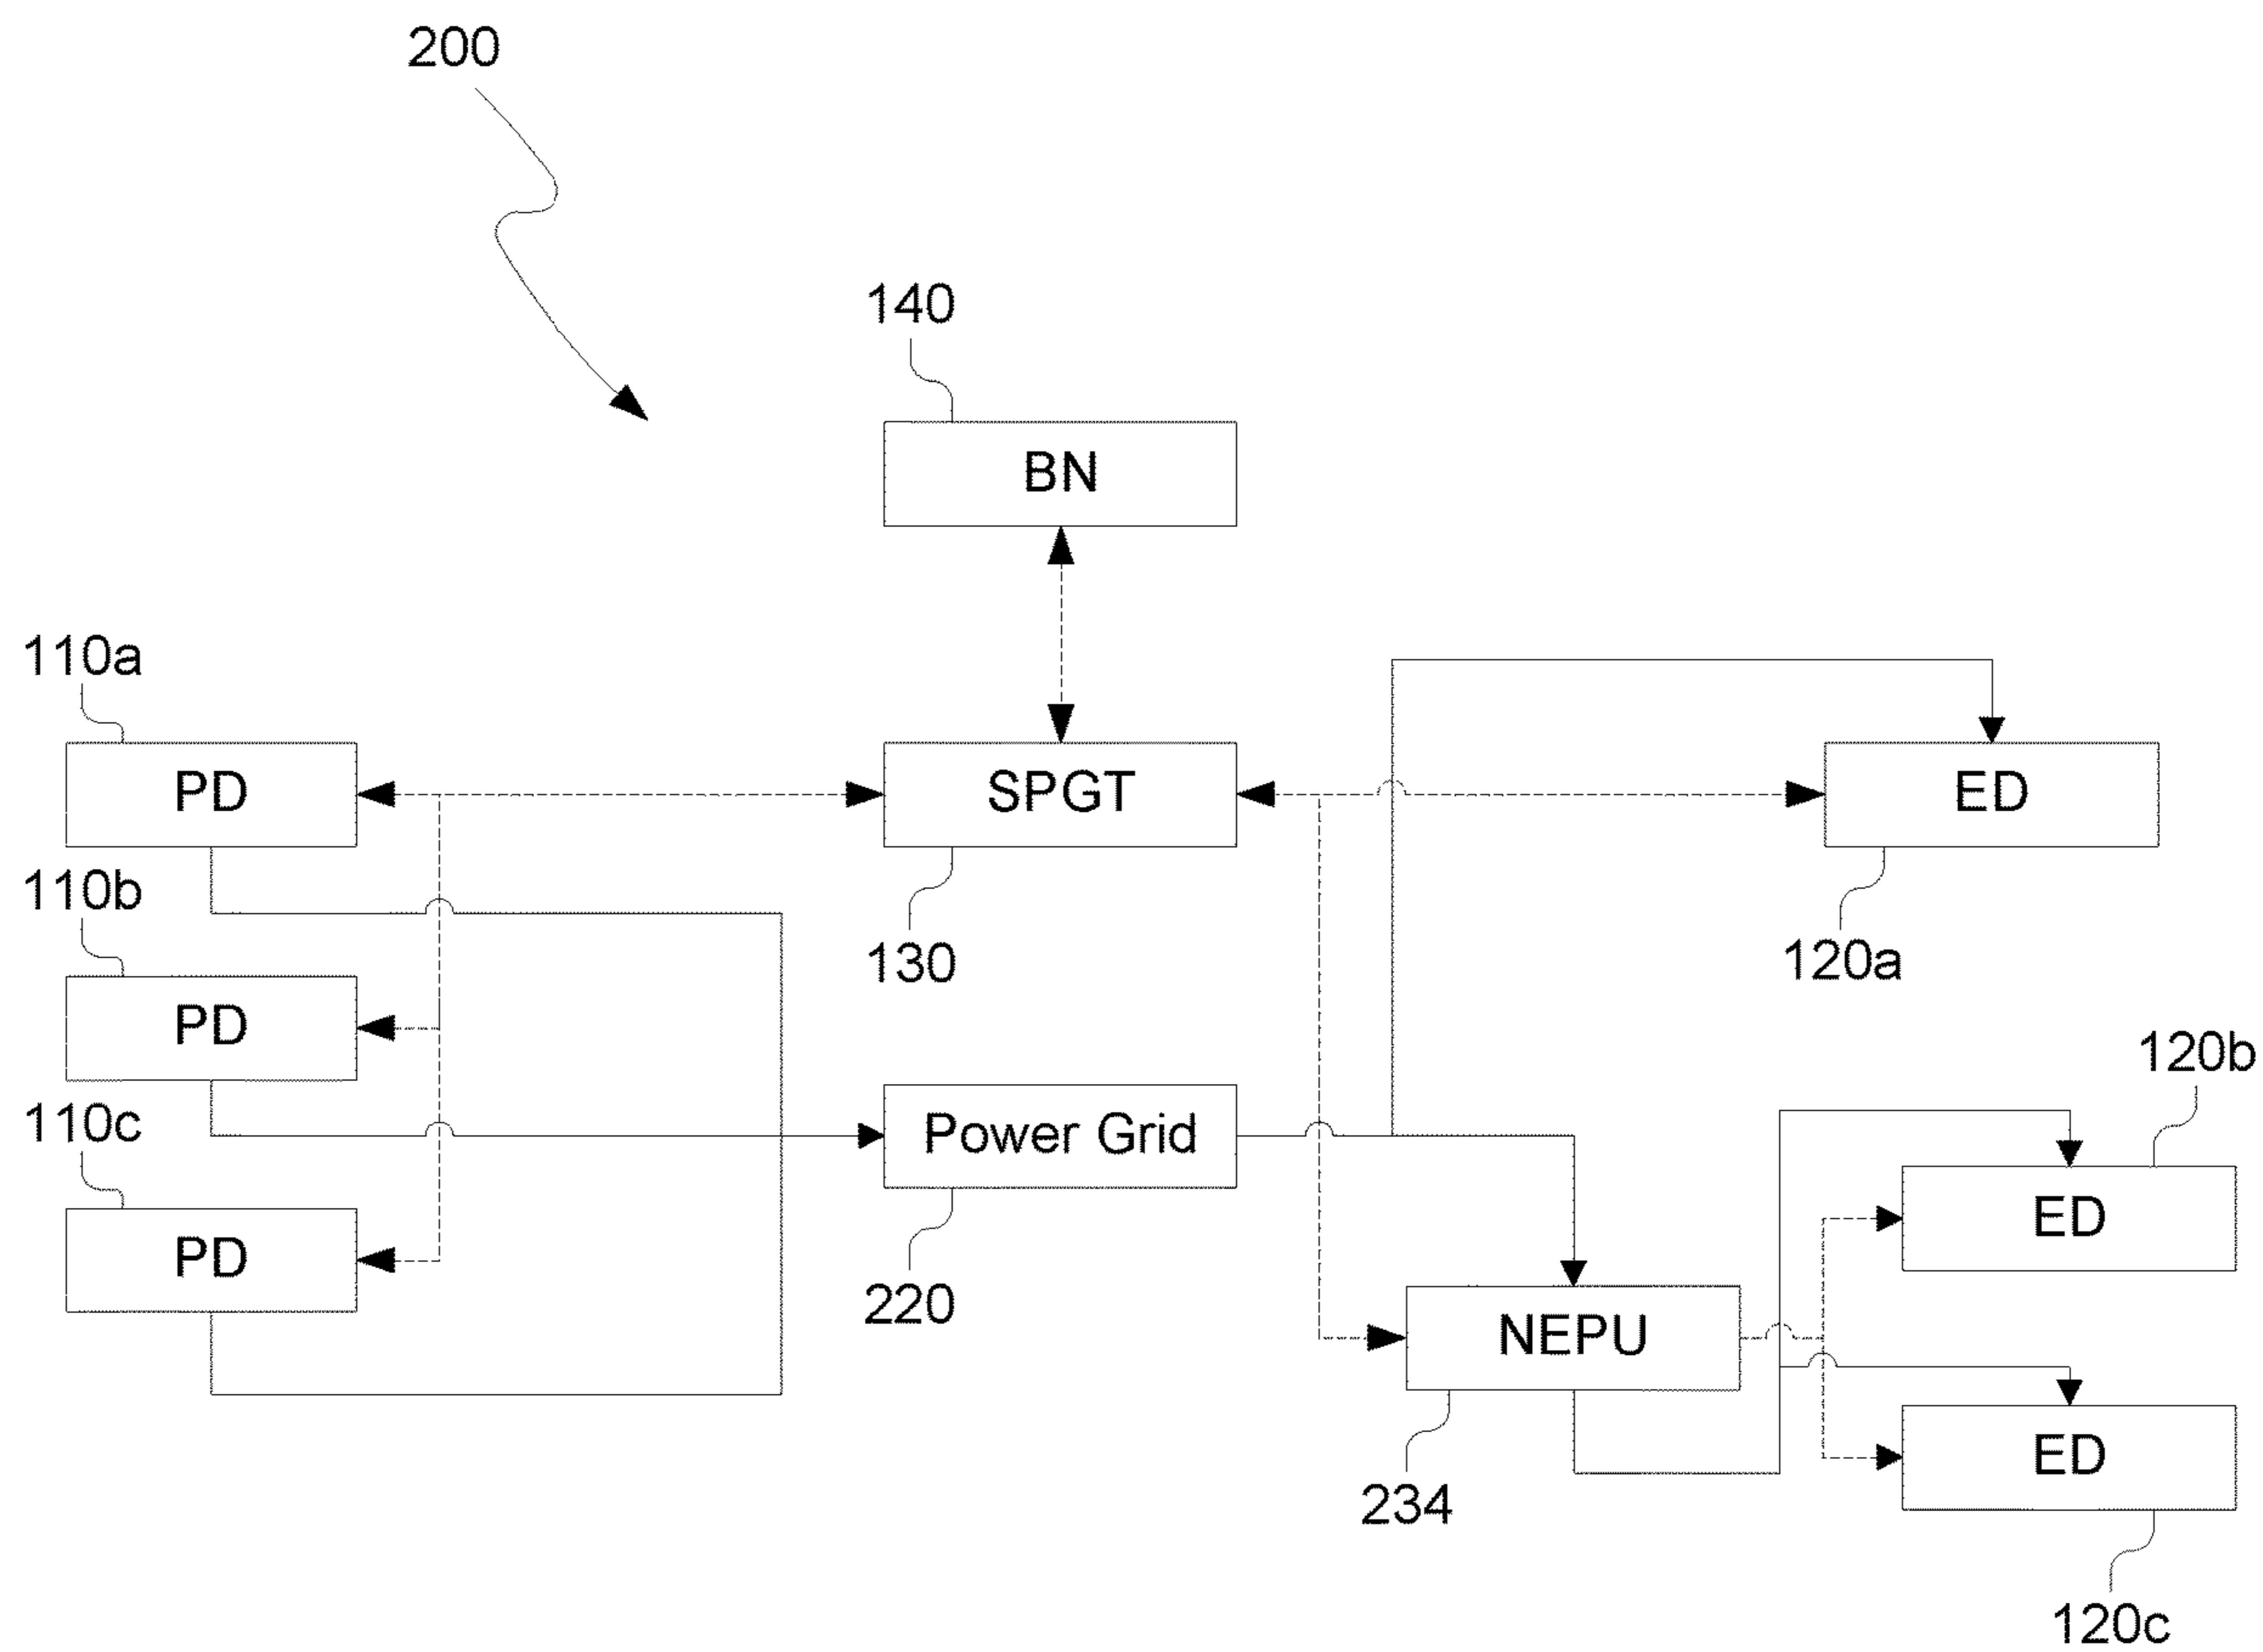 200
140
BN
110a
PD
SPGT
ED
110b
130
120a
PD
120b
110c
Power Grid
ED
PD
220
NEPU
ED
234
120c